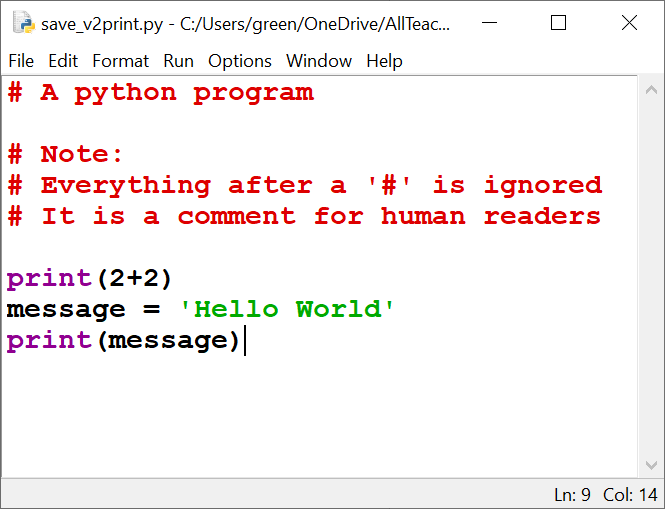 save_v2print.py - C:/Users/green/OneDrive/AllTeac...
File Edit Format Run Options Window Help
# A python program
# Note:
# Everything after a '#' is ignored
# It is a comment for human readers
print(2+2)
message = 'Hello World'
print(message)
Ln: 9 Col: 14